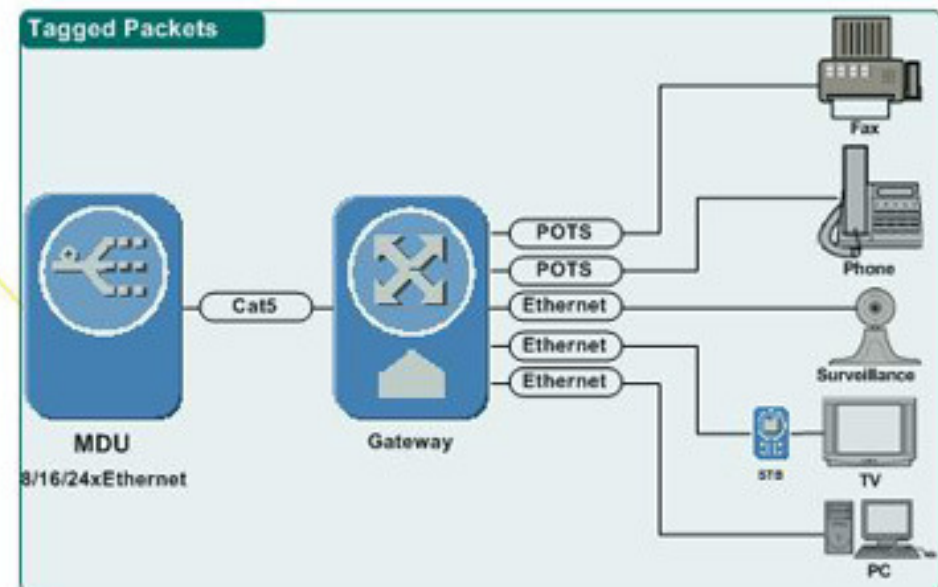 Tagged Packets
Fax
POTS
POTS
Phone
Cat5
Ethernet
Ethernet
Ethernet
Surveillance
MDU
8/16/24xEthernet
Gateway
STB
TV
PC